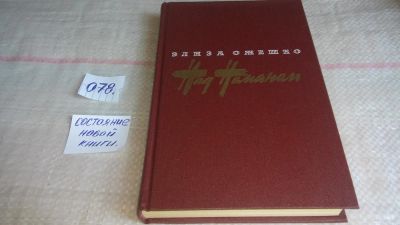 ЭЛИЗА ОЖЕШКО
Над Неманом
078.
СОСТОЯНИЕ
НОВОЙ
КНИГИ.